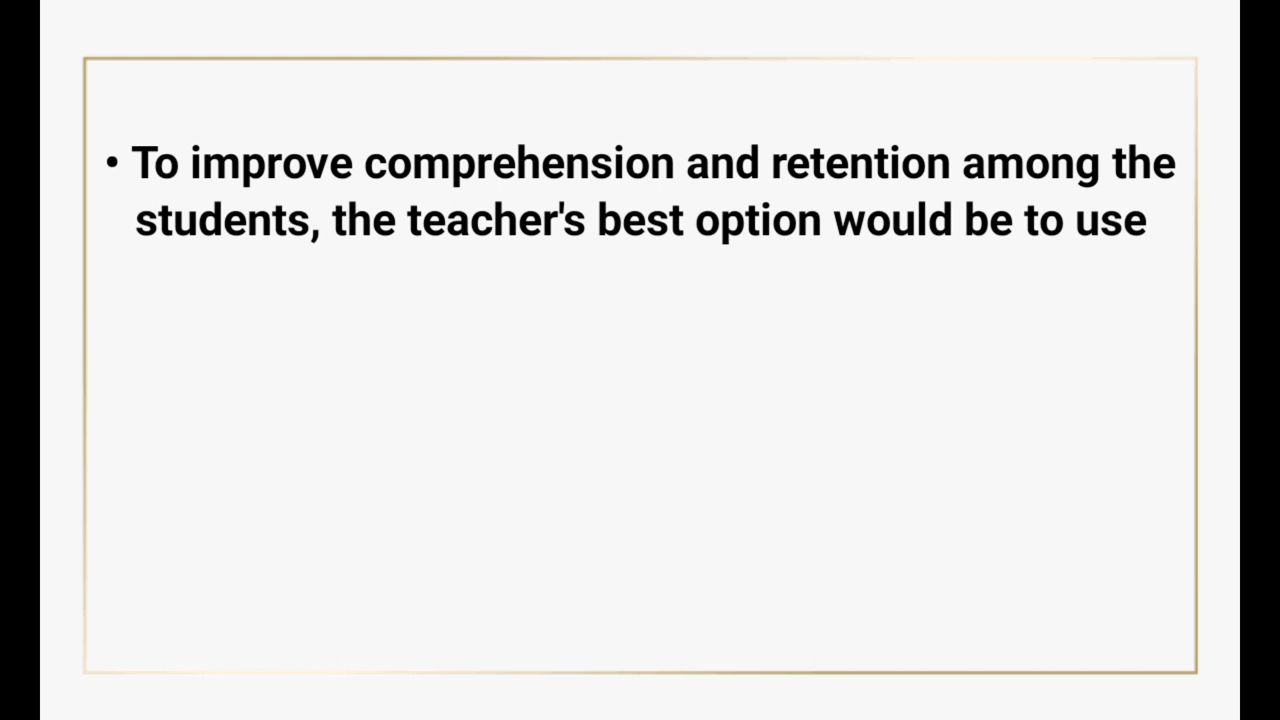 • To improve comprehension and retention among the
students, the teacher's best option would be to use